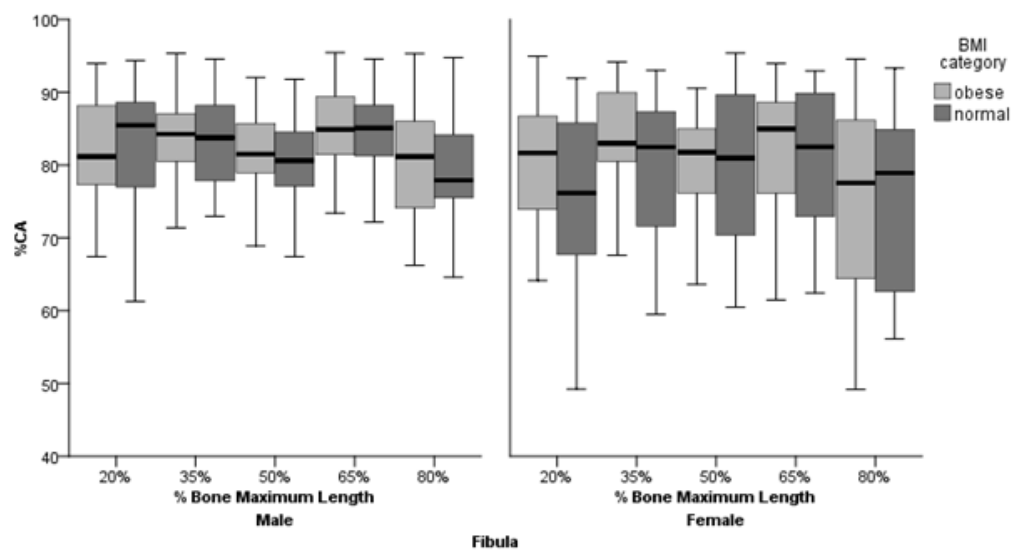 100
90
80
70
60
50
40
%CA
20% 35% 50% 65% 80%
% Bone Maximum Length
Male
20% 35% 50% 65% 80%
% Bone Maximum Length
Female
Fibula
BMI
category
obese
normal